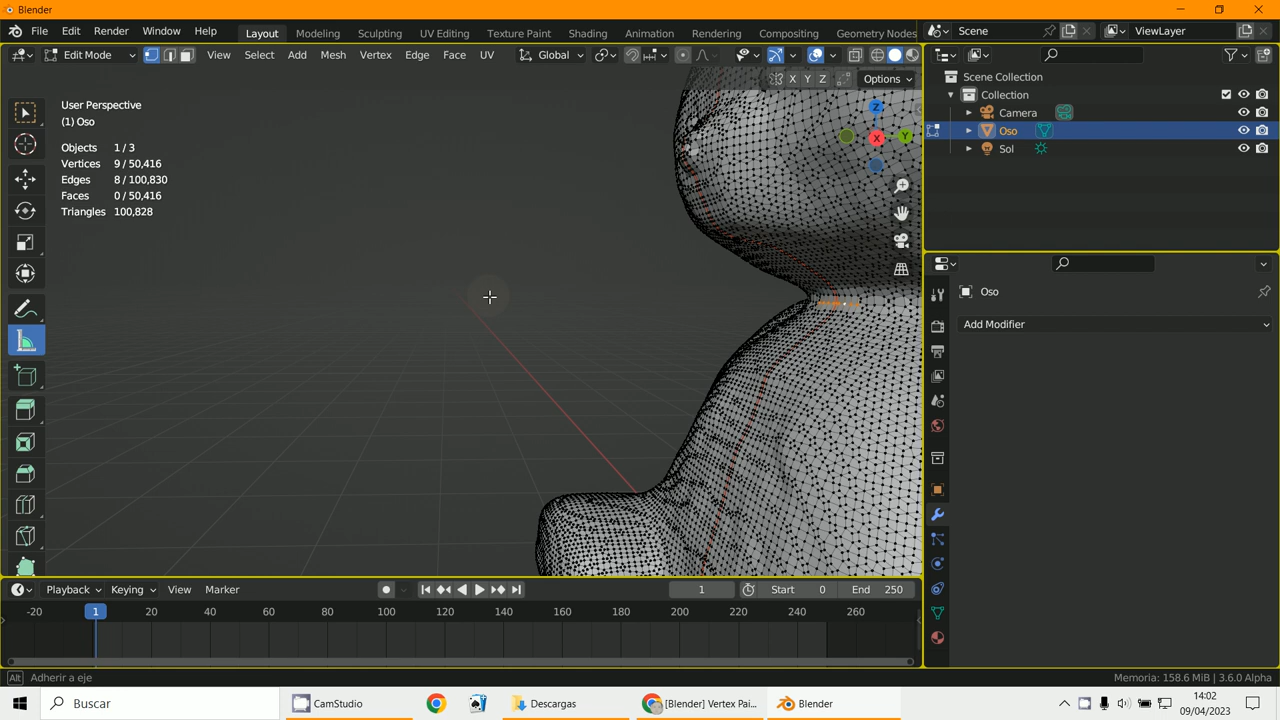 Blender
File Edit Render Window Help Layout Modeling Sculpting UV Editing Texture Paint Shading Animation Rendering Compositing Geometry Nodes Scene ViewLayer
Edit Mode View Select Add Mesh Vertex Edge Face UV Global
X Y Z Options
User Perspective
(1) Oso
Objects 1 / 3
Vertices 9 / 50,416
Edges 8 / 100,830
Faces 0 / 50,416
Triangles 100,828
Z
X
Y
Scene Collection
Collection
Camera
Oso
Sol
Oso
Add Modifier
Playback Keying View Marker 1 Start 0 End 250
-20 1 20 40 60 80 100 120 140 160 180 200 220 240 260
Alt Adherir a eje Memoria: 158.6 MiB | 3.6.0 Alpha
Buscar CamStudio Descargas [Blender] Vertex Pai... Blender
14:02
09/04/2023